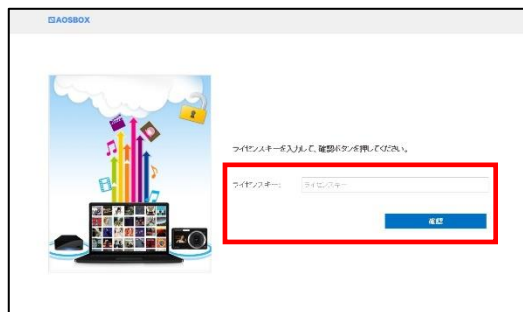 AOSBOX
ライセンスキーを入力して、確認ボタンを押してください。
ライセンスキー:
ライセンスキー
確認